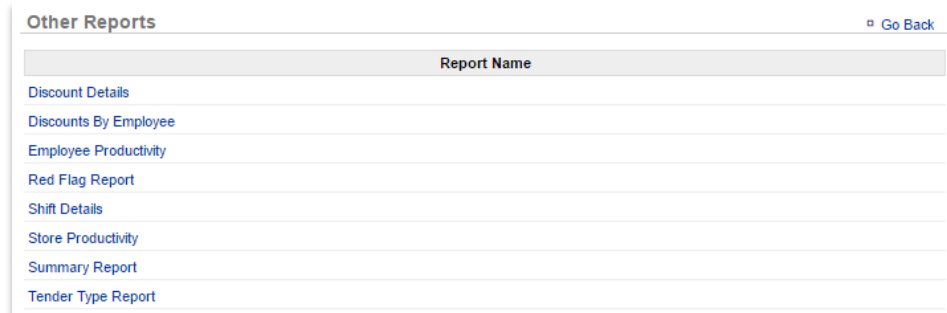 Other Reports
Go Back
Report Name
Discount Details
Discounts By Employee
Employee Productivity
Red Flag Report
Shift Details
Store Productivity
Summary Report
Tender Type Report